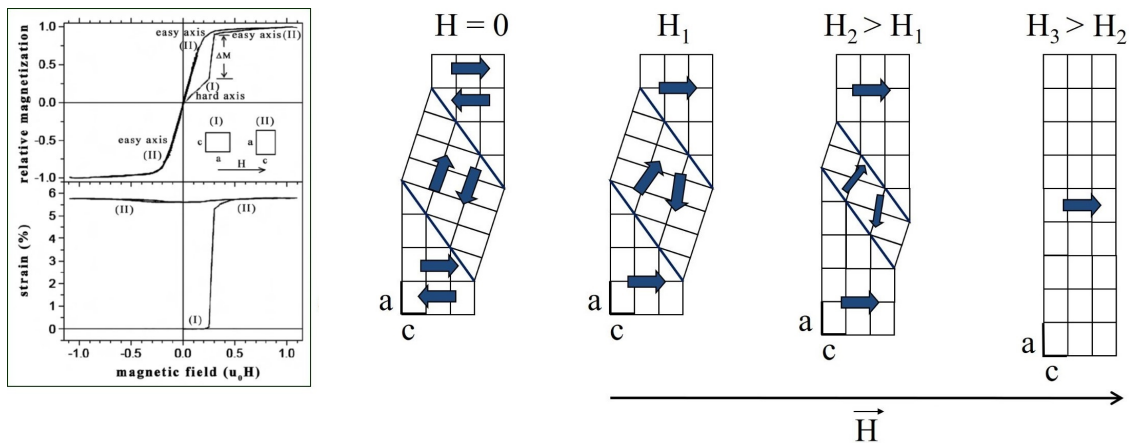 relative magnetization
1.0
0.5
0.0
-0.5
-1.0
easy axis
(II)
easy axis (II)
ΔM
(I)
hard axis
easy axis
(II)
(I)
(II)
c
a
a
c
H
strain (%)
6
5
4
3
2
1
0
(II)
(II)
(I)
-1.0
-0.5
0.0
0.5
1.0
magnetic field (u₀H)
H = 0
a
c
H₁
a
c
H₂ > H₁
a
c
H₃ > H₂
a
c
H